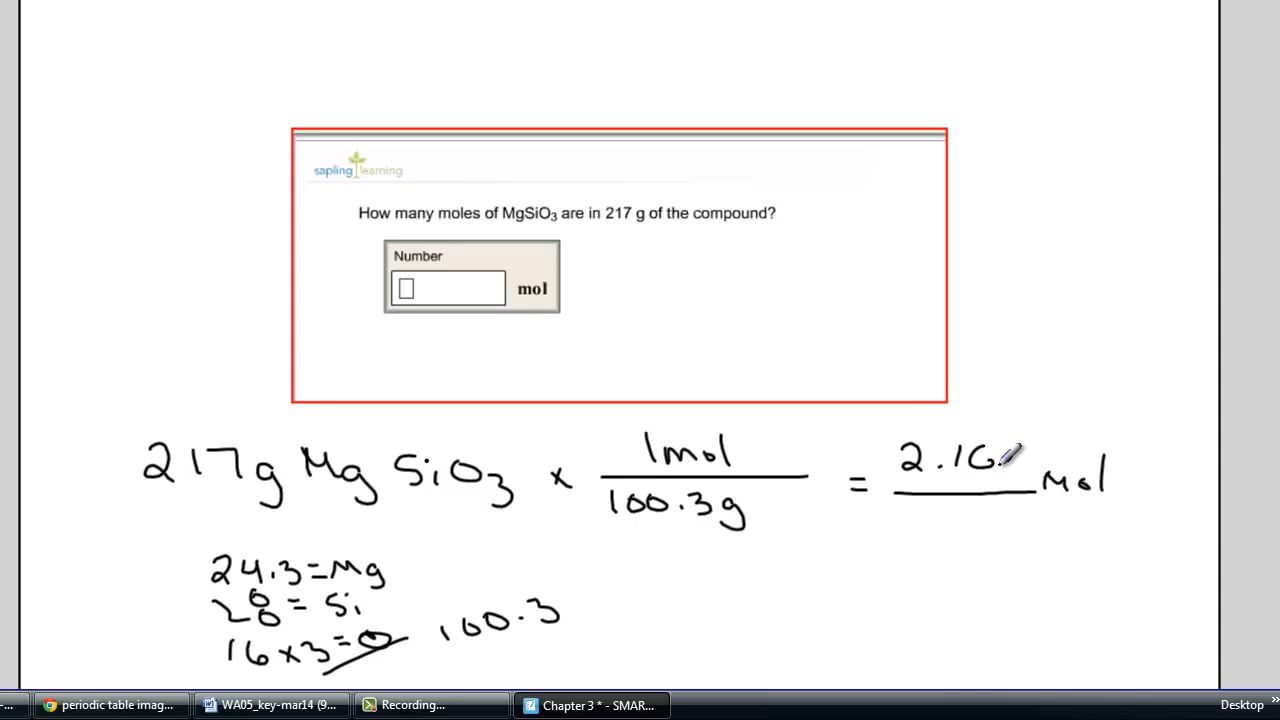 sapling learning
How many moles of MgSiO₃ are in 217 g of the compound?
Number
mol
217g MgSiO₃ × 1mol / 100.3g = 2.16 mol
24.3=Mg
28 = Si
16×3=O
100.3
periodic table imag...
WA05_key-mar14 (9...
Recording...
Chapter 3 * - SMAR...
Desktop